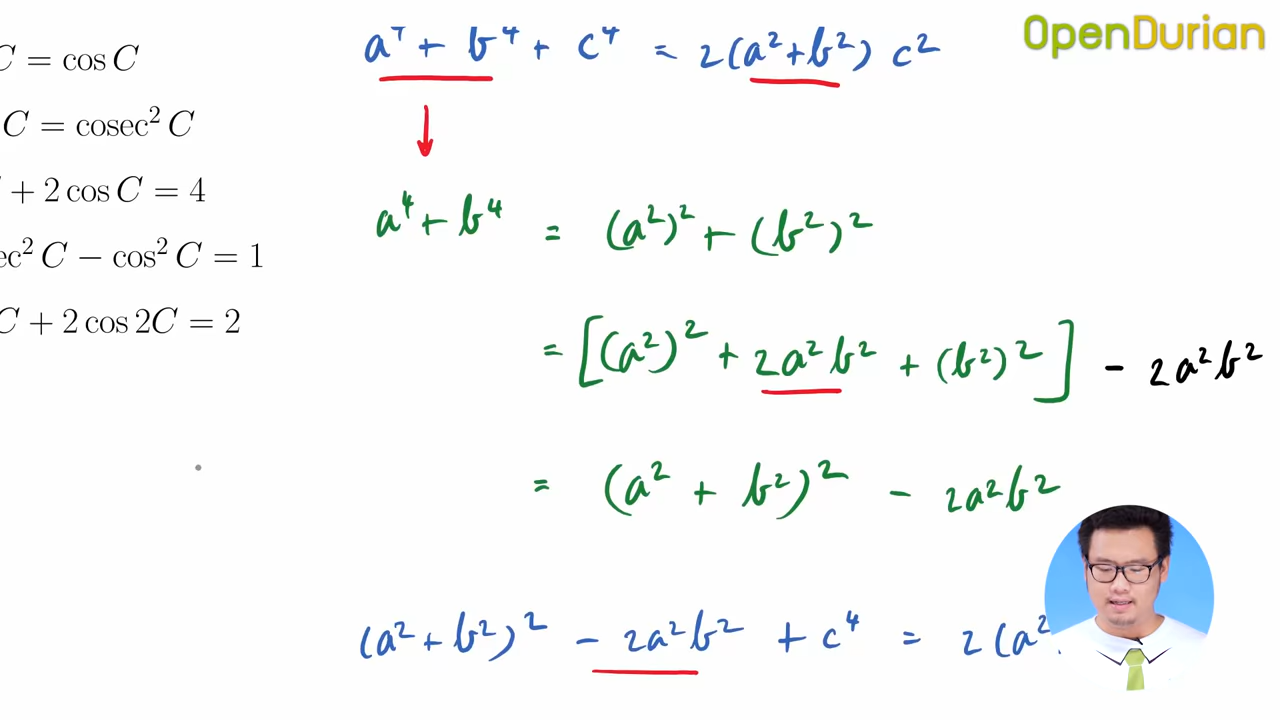 OpenDurian
C = cos C
C = cosec² C
+ 2 cos C = 4
ec² C − cos² C = 1
C + 2 cos 2C = 2
a⁴ + b⁴ + c⁴ = 2(a²+b²) c²
a⁴ + b⁴ = (a²)² + (b²)²
= [(a²)² + 2a²b² + (b²)²] - 2a²b²
= (a² + b²)² - 2a²b²
(a²+b²)² - 2a²b² + c⁴ = 2(a²